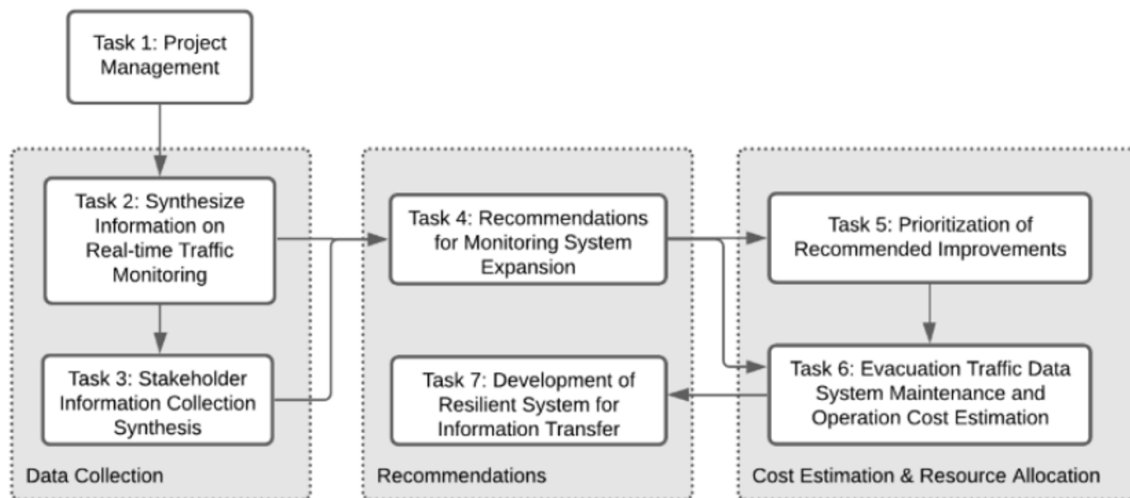 Task 1: Project
Management
Task 2: Synthesize
Information on
Real-time Traffic
Monitoring
Task 3: Stakeholder
Information Collection
Synthesis
Data Collection
Task 4: Recommendations
for Monitoring System
Expansion
Task 7: Development of
Resilient System for
Information Transfer
Recommendations
Task 5: Prioritization of
Recommended Improvements
Task 6: Evacuation Traffic Data
System Maintenance and
Operation Cost Estimation
Cost Estimation & Resource Allocation